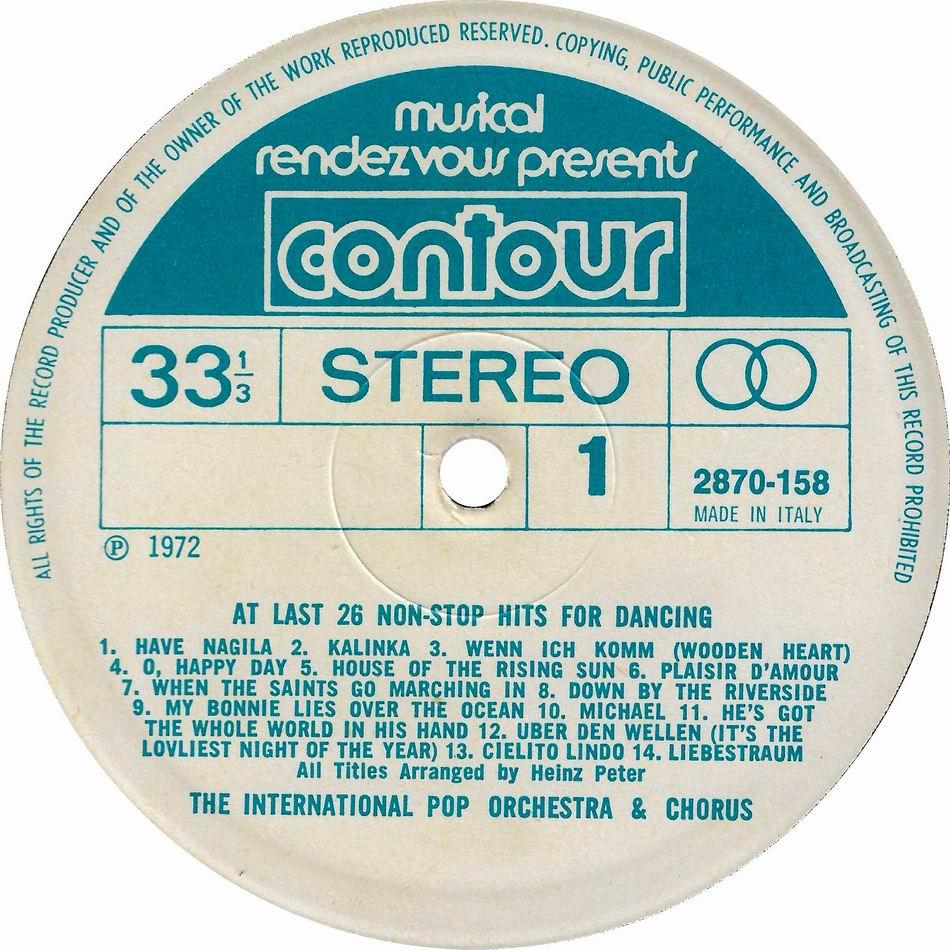 ALL RIGHTS OF THE RECORD PRODUCER AND OF THE OWNER OF THE WORK REPRODUCED RESERVED. COPYING, PUBLIC PERFORMANCE AND BROADCASTING OF THIS RECORD PROHIBITED
musical
rendezvous presents
contour
33 1/3 STEREO
1 2870-158
MADE IN ITALY
℗ 1972
AT LAST 26 NON-STOP HITS FOR DANCING
1. HAVE NAGILA 2. KALINKA 3. WENN ICH KOMM (WOODEN HEART)
4. O, HAPPY DAY 5. HOUSE OF THE RISING SUN 6. PLAISIR D'AMOUR
7. WHEN THE SAINTS GO MARCHING IN 8. DOWN BY THE RIVERSIDE
9. MY BONNIE LIES OVER THE OCEAN 10. MICHAEL 11. HE'S GOT
THE WHOLE WORLD IN HIS HAND 12. UBER DEN WELLEN (IT'S THE
LOVLIEST NIGHT OF THE YEAR) 13. CIELITO LINDO 14. LIEBESTRAUM
All Titles Arranged by Heinz Peter
THE INTERNATIONAL POP ORCHESTRA & CHORUS